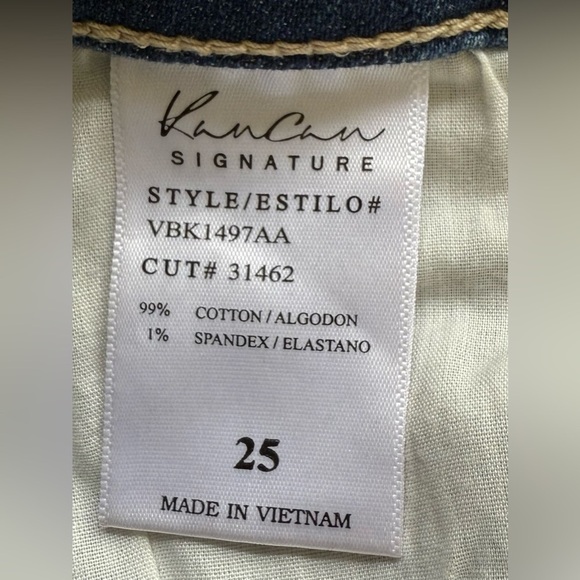 KanCan
SIGNATURE
STYLE/ESTILO#
VBK1497AA
CUT# 31462
99% COTTON/ALGODON
1% SPANDEX/ELASTANO
25
MADE IN VIETNAM